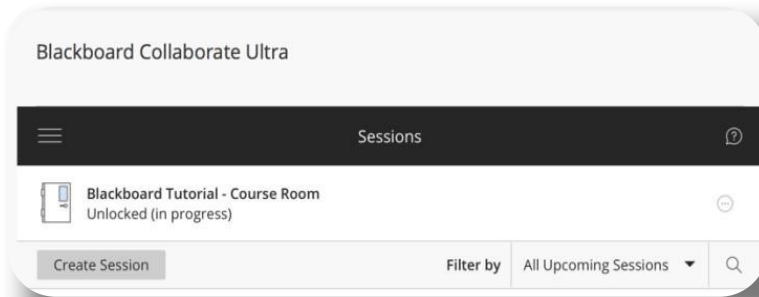 Blackboard Collaborate Ultra
Sessions
Blackboard Tutorial - Course Room
Unlocked (in progress)
Create Session Filter by All Upcoming Sessions